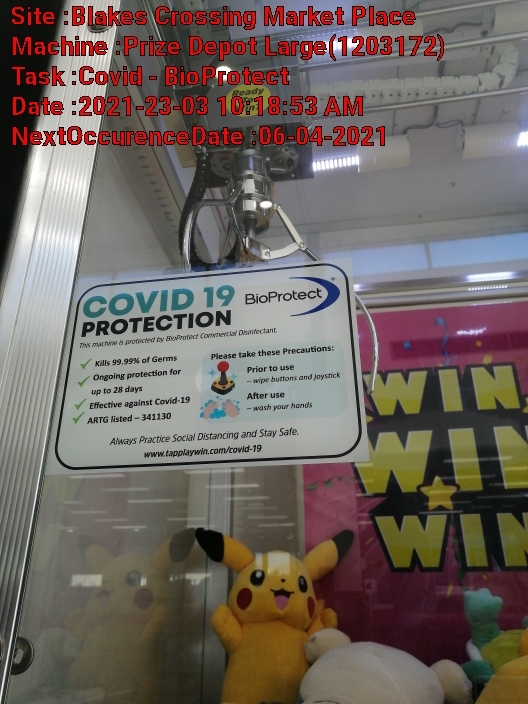 Site :Blakes Crossing Market Place
Machine :Prize Depot Large(1203172)
Task :Covid - BioProtect
Date :2021-23-03 10:18:53 AM
NextOccurenceDate :06-04-2021
Ready
COVID 19
PROTECTION
BioProtect
This machine is protected by BioProtect Commercial Disinfectant.
Kills 99.99% of Germs
Ongoing protection for
up to 28 days
Effective against Covid-19
ARTG listed – 341130
Please take these Precautions:
Prior to use
– wipe buttons and joystick
After use
– wash your hands
Always Practice Social Distancing and Stay Safe.
www.tapplaywin.com/covid-19
WIN
WIN
WIN